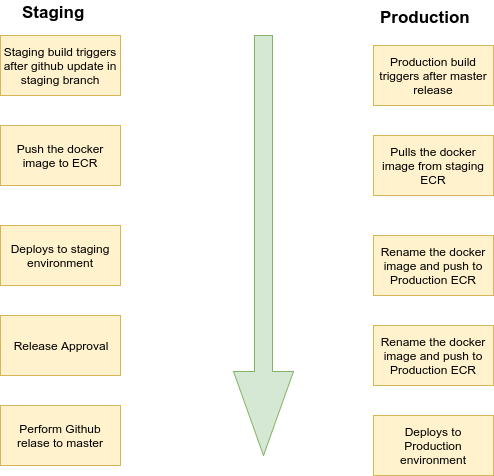 Staging
Staging build triggers
after github update in
staging branch
Push the docker
image to ECR
Deploys to staging
environment
Release Approval
Perform Github
relase to master
Production
Production build
triggers after master
release
Pulls the docker
image from staging
ECR
Rename the docker
image and push to
Production ECR
Rename the docker
image and push to
Production ECR
Deploys to
Production
environment